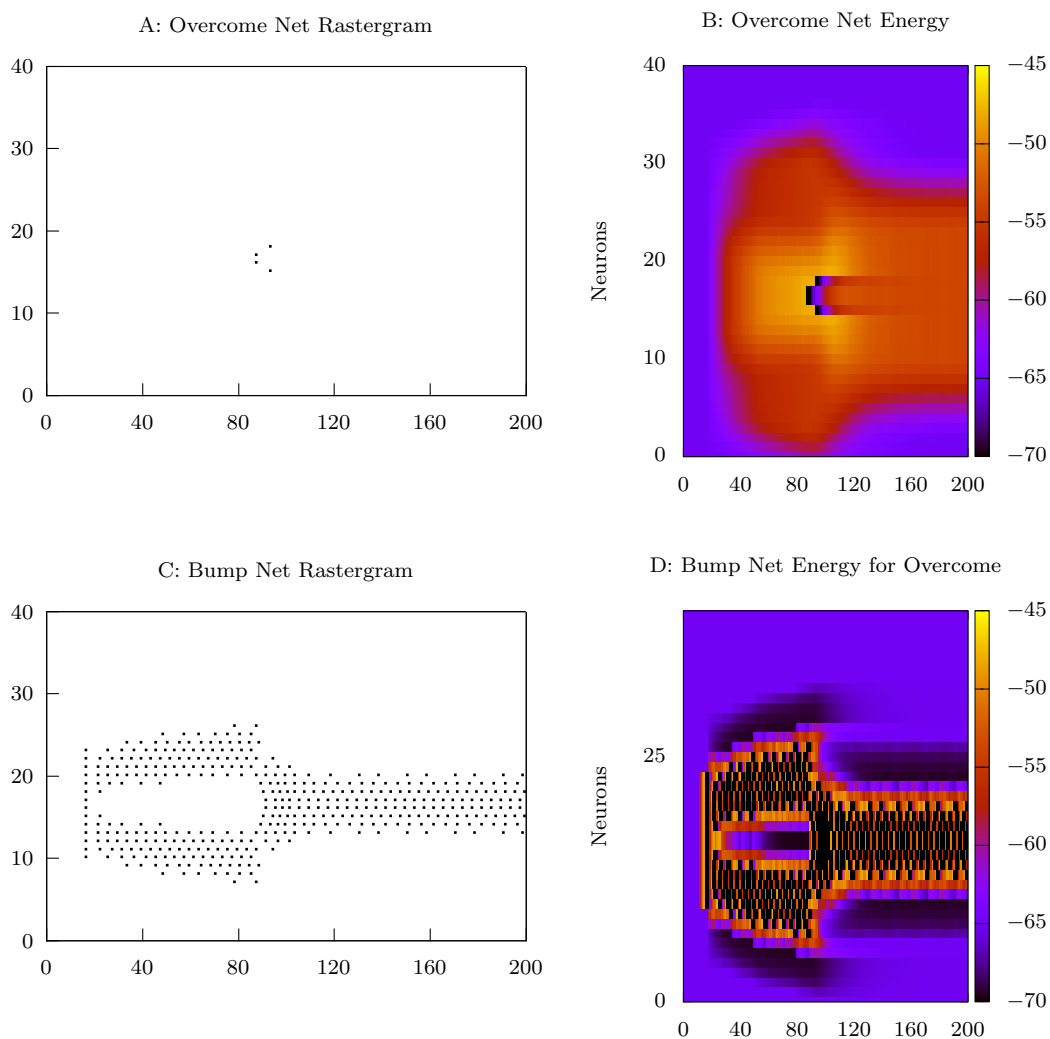 A: Overcome Net Rastergram
40
30
20
10
0
0 40 80 120 160 200
B: Overcome Net Energy
Neurons
40
30
20
10
0
0 40 80 120 160 200
−45
−50
−55
−60
−65
−70
C: Bump Net Rastergram
40
30
20
10
0
0 40 80 120 160 200
D: Bump Net Energy for Overcome
Neurons
25
0
0 40 80 120 160 200
−45
−50
−55
−60
−65
−70